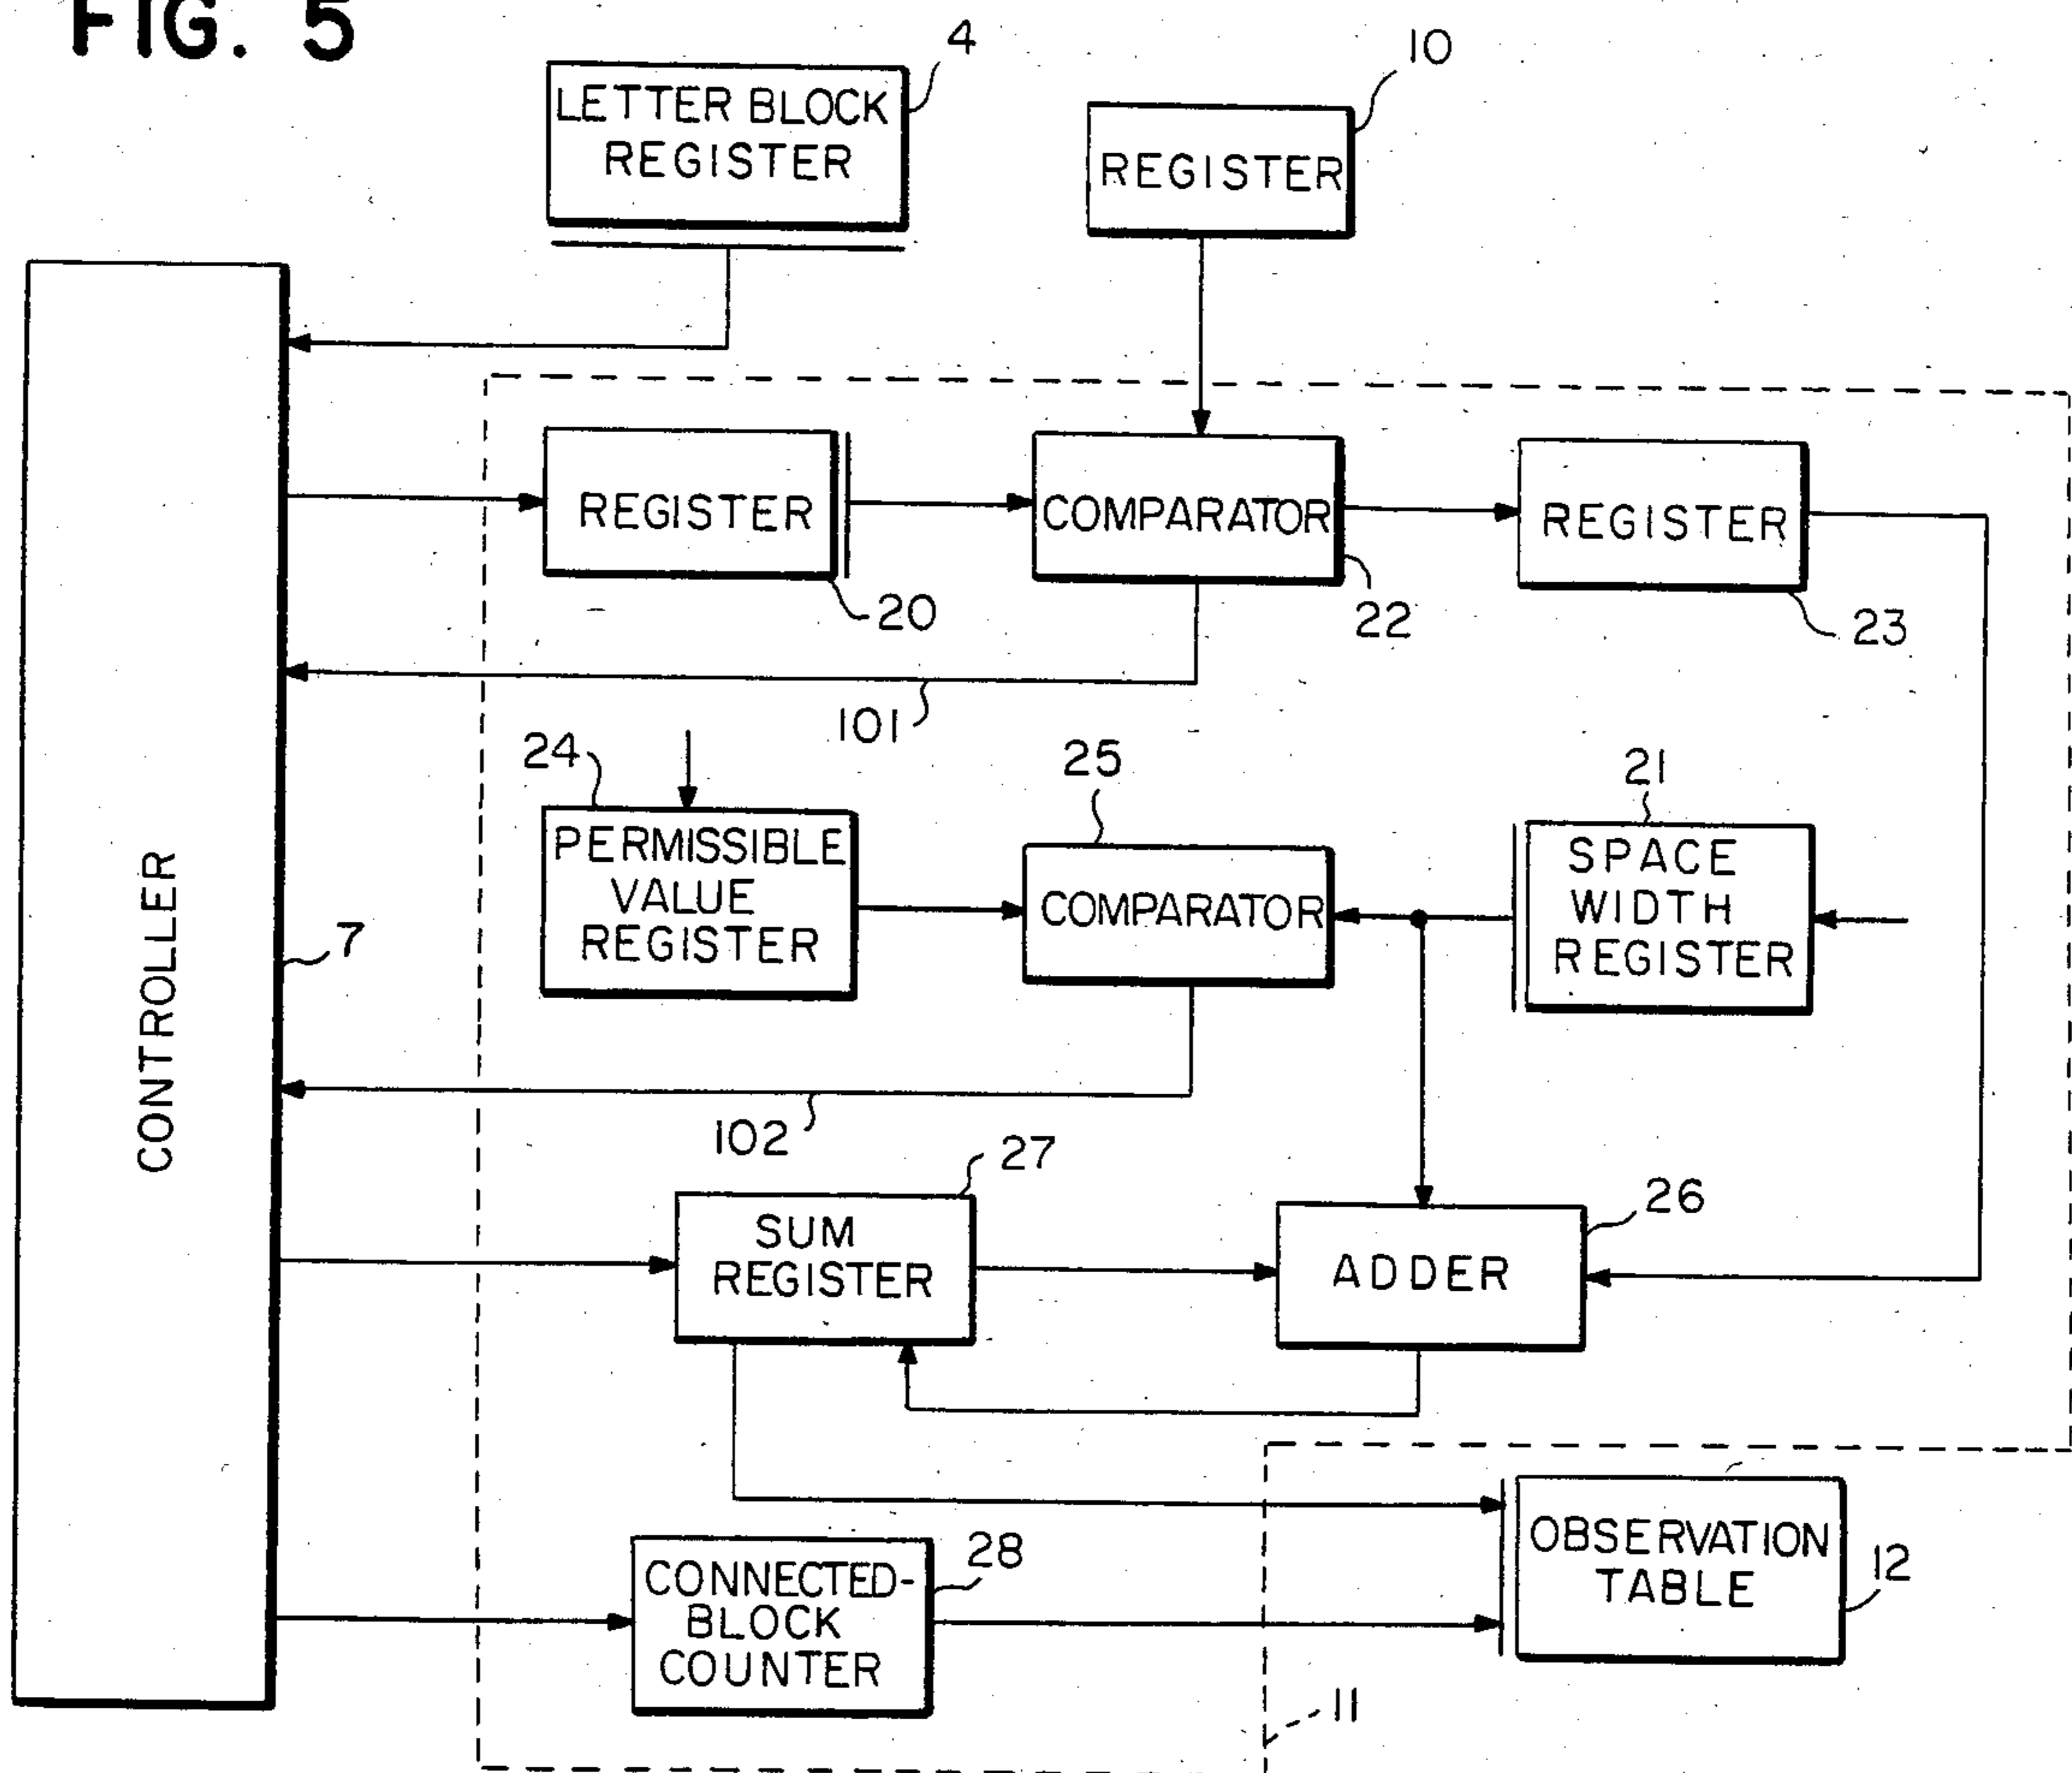 FIG. 5
4
10
LETTER BLOCK
REGISTER
REGISTER
REGISTER
COMPARATOR
REGISTER
20
22
23
101
24
25
21
PERMISSIBLE
VALUE
REGISTER
COMPARATOR
SPACE
WIDTH
REGISTER
CONTROLLER
7
102
27
26
SUM
REGISTER
ADDER
28
CONNECTED-
BLOCK
COUNTER
OBSERVATION
TABLE
12
11